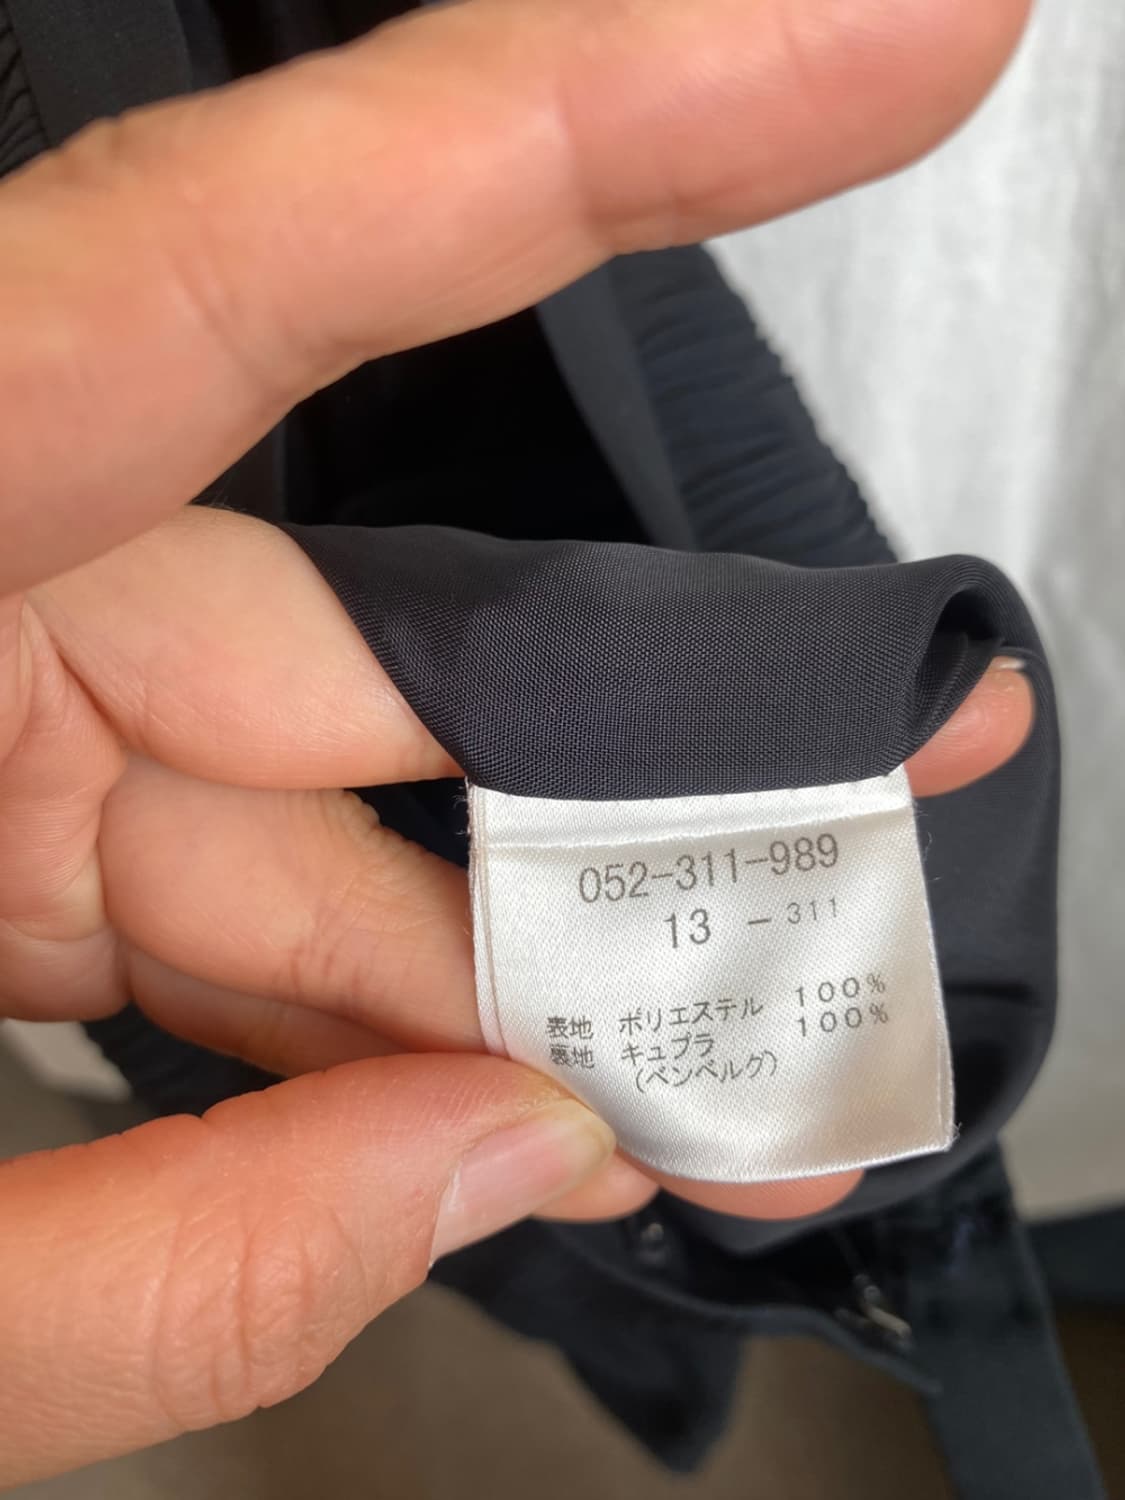 052-311-989
13 - 311
表地 ポリエステル 100%
裏地 キュプラ 100%
(ベンベルグ)